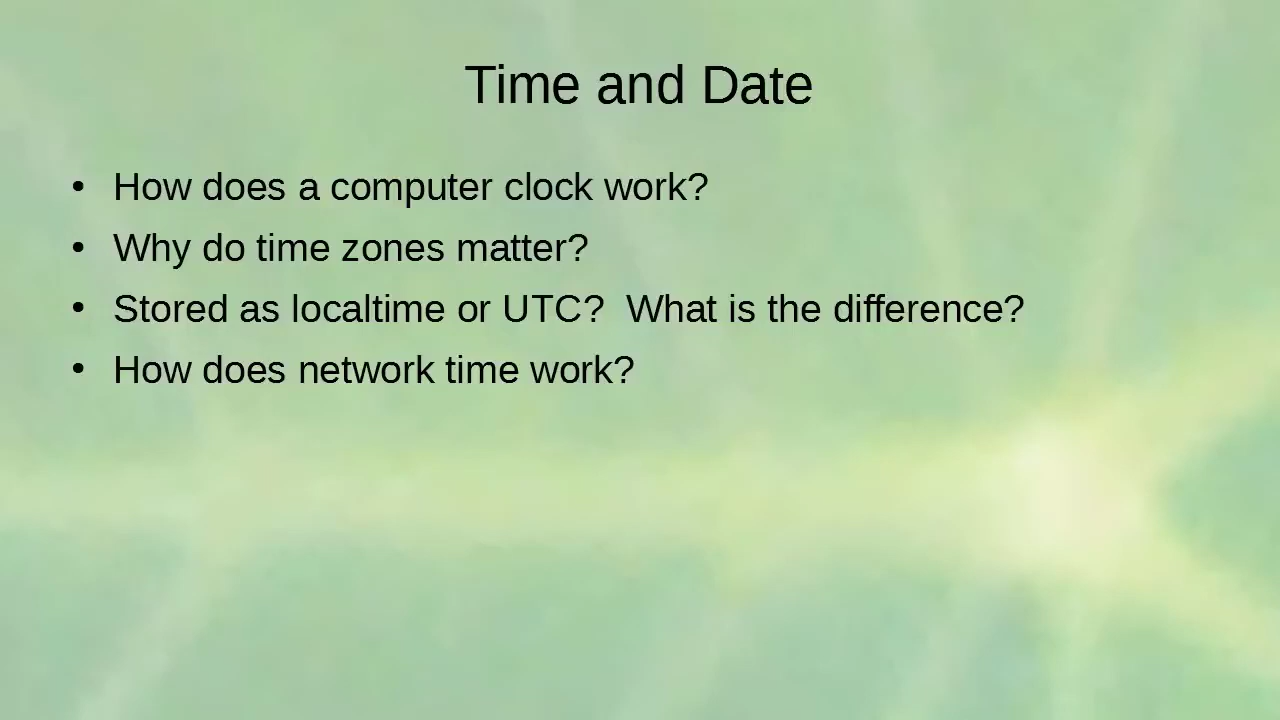 Time and Date
• How does a computer clock work?
• Why do time zones matter?
• Stored as localtime or UTC?  What is the difference?
• How does network time work?